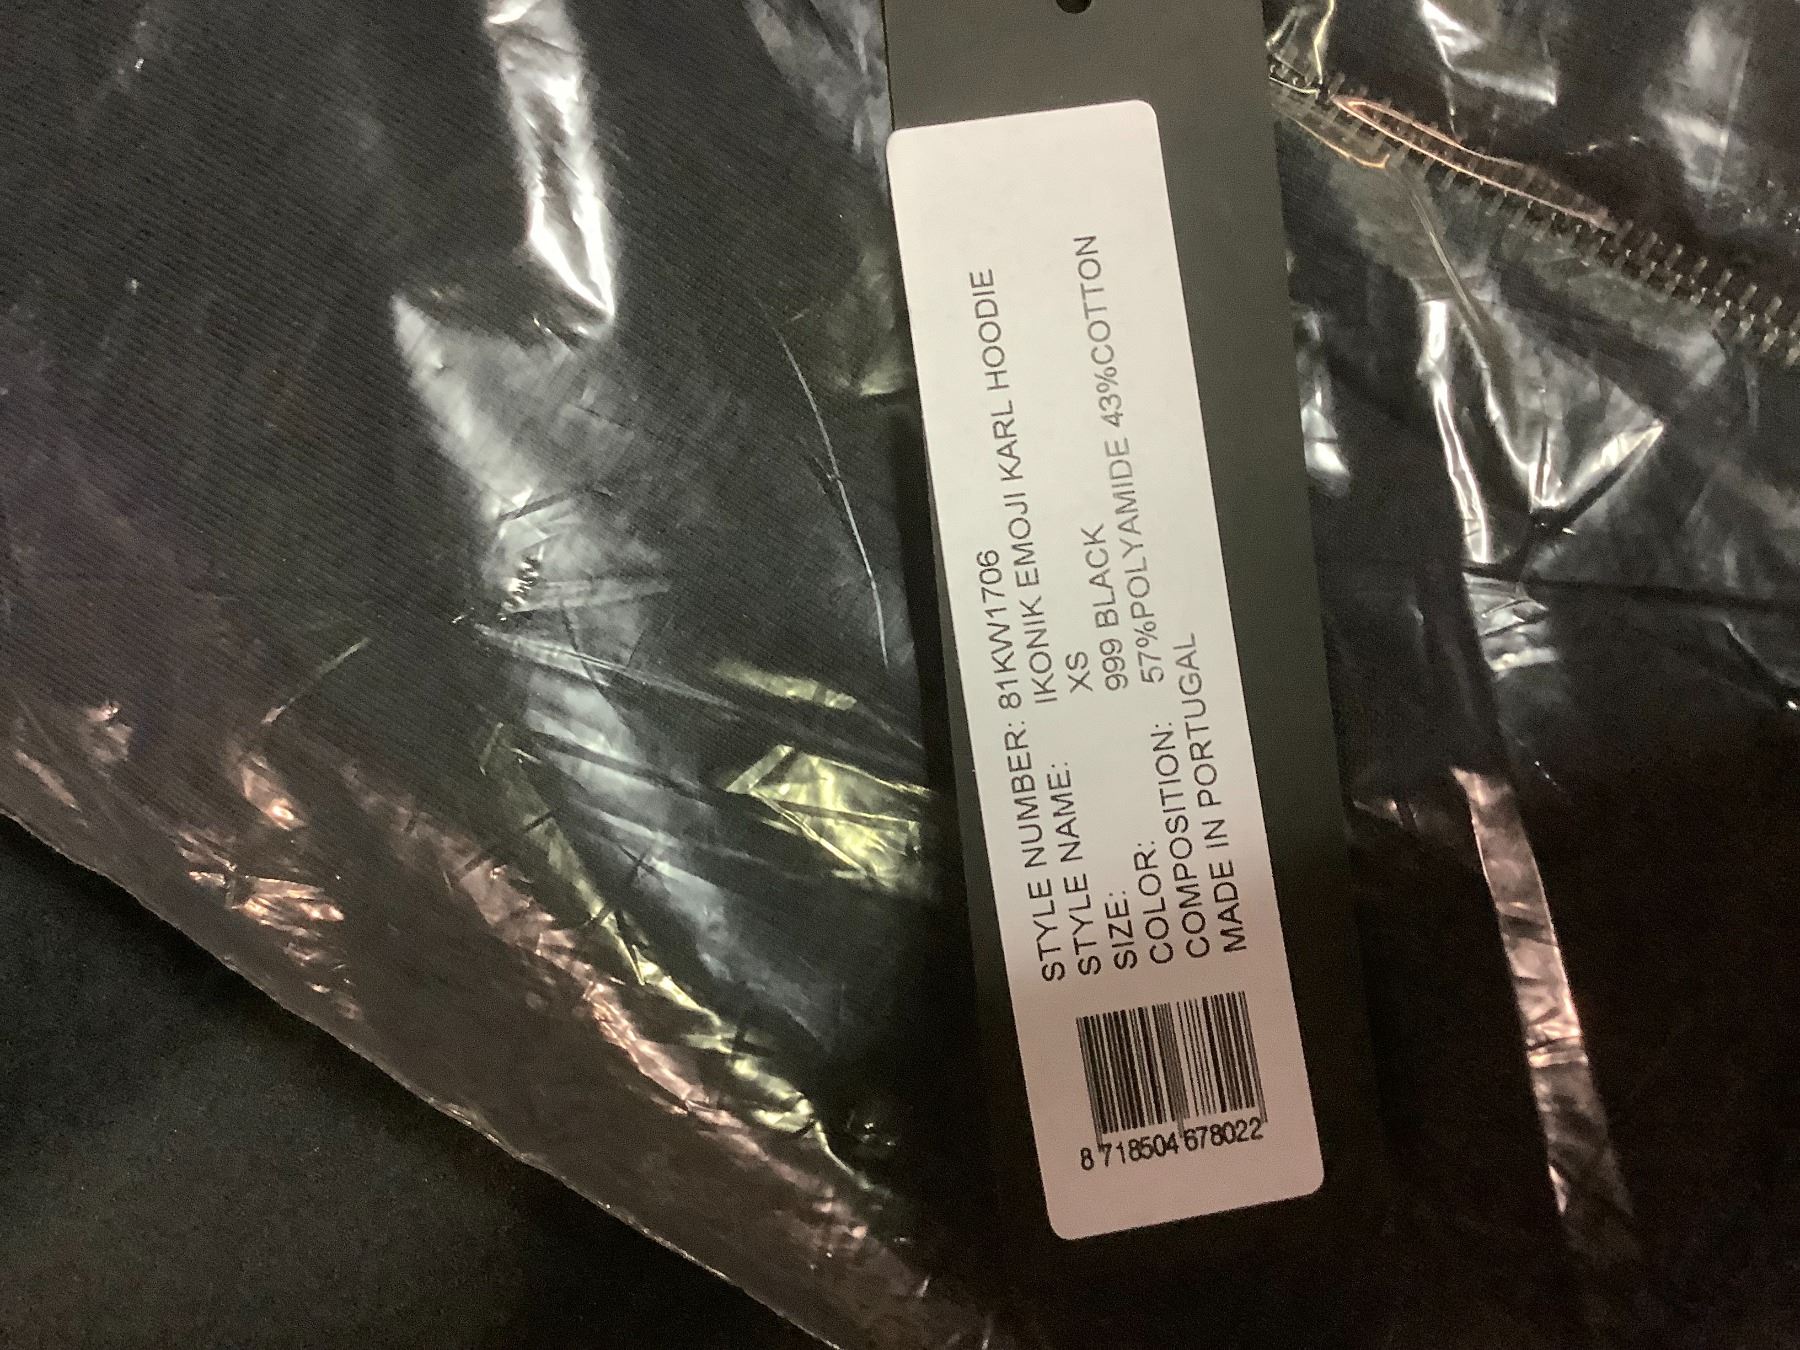 STYLE NUMBER: 81KW1706
STYLE NAME: IKONIK EMOJI KARL HOODIE
SIZE: XS
COLOR: 999 BLACK
COMPOSITION: 57%POLYAMIDE 43%COTTON
MADE IN PORTUGAL
8 718504 678022